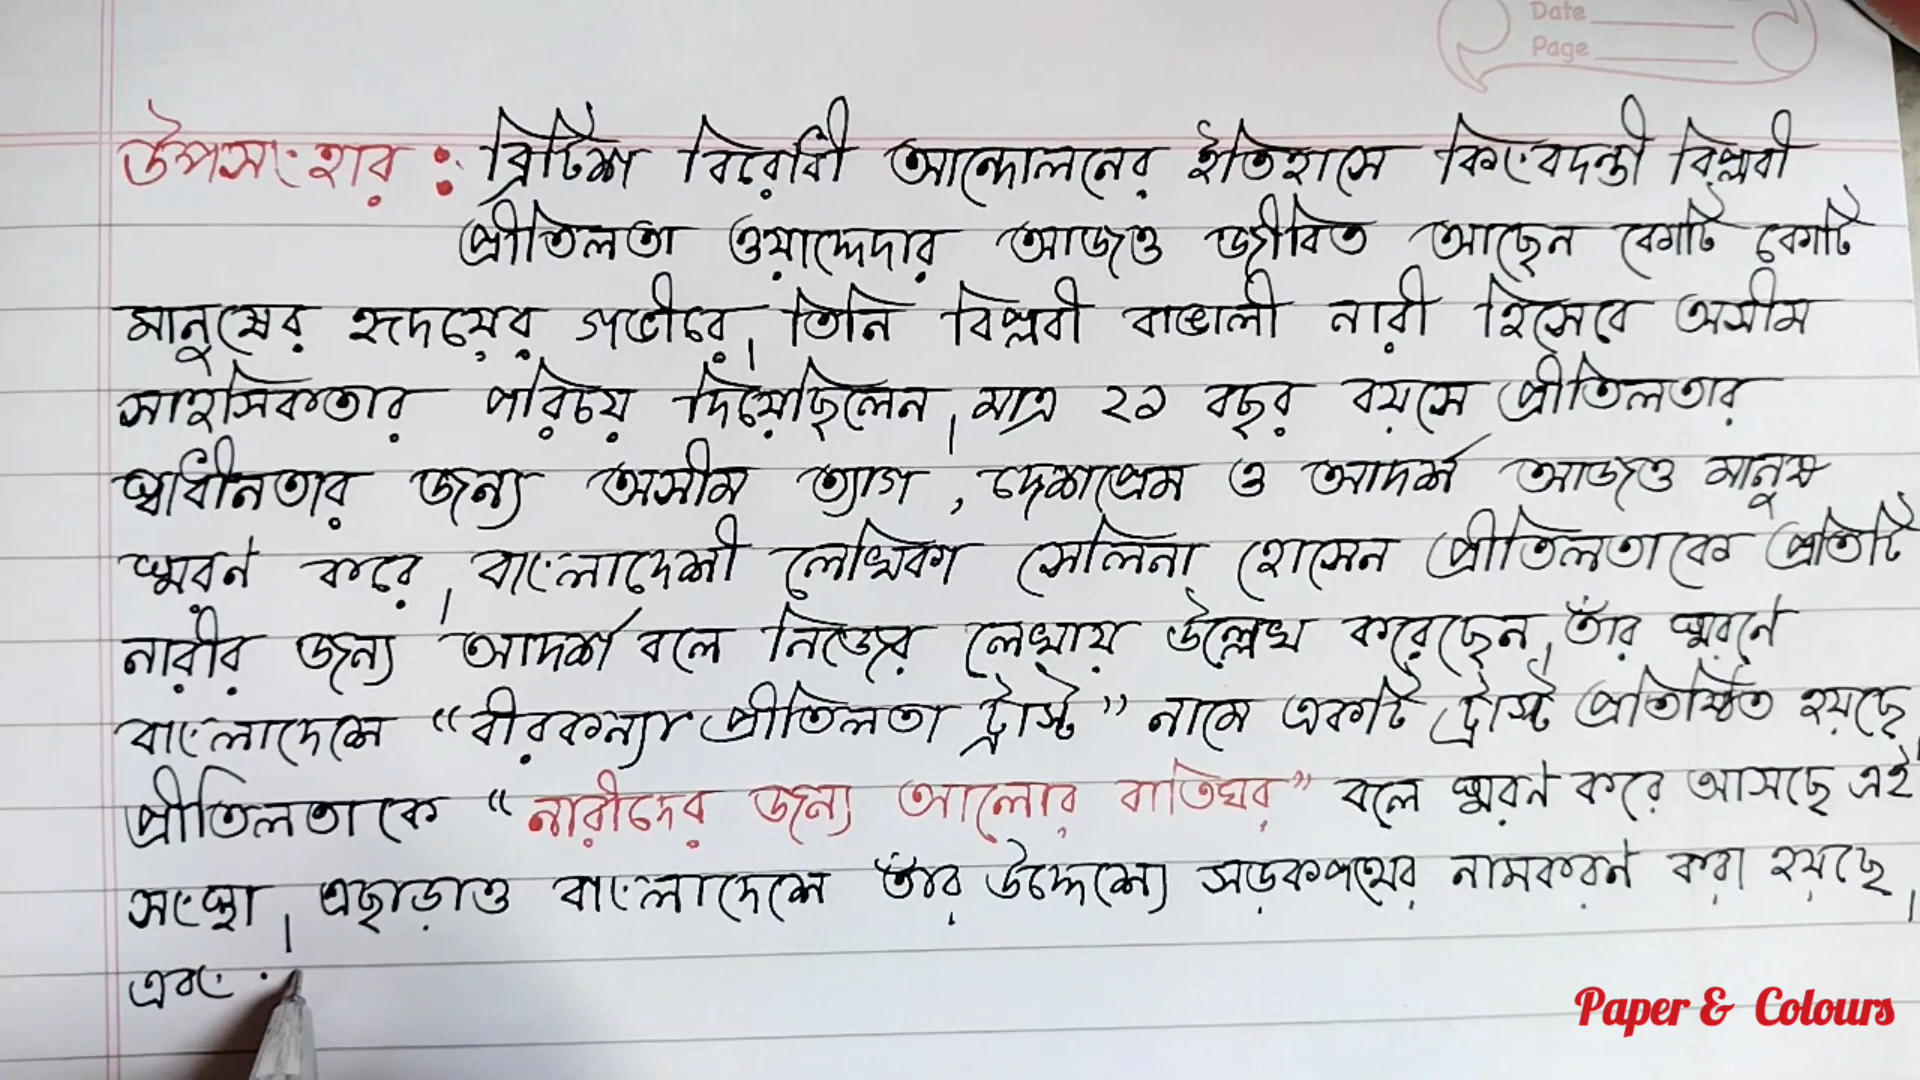 Date
Page
উপসংহার : ব্রিটিশ বিরোধী আন্দোলনের ইতিহাসে কিংবদন্তী বিপ্লবী
প্রীতিলতা ওয়াদ্দেদার আজও জীবিত আছেন কোটি কোটি
মানুষের হৃদয়ের গভীরে। তিনি বিপ্লবী বাঙালী নারী হিসেবে অসীম
সাহসিকতার পরিচয় দিয়েছিলেন। মাত্র ২১ বছর বয়সে প্রীতিলতার
স্বাধীনতার জন্য অসীম ত্যাগ, দেশপ্রেম ও আদর্শ আজও মানুষ
স্মরণ করে। বাংলাদেশী লেখিকা সেলিনা হোসেন প্রীতিলতাকে প্রতিটি
নারীর জন্য আদর্শ বলে নিজের লেখায় উল্লেখ করেছেন। তাঁর স্মরণে
বাংলাদেশে “বীরকন্যা প্রীতিলতা ট্রাস্ট” নামে একটি ট্রাস্ট প্রতিষ্ঠিত হয়েছে।
প্রীতিলতাকে “নারীদের জন্য আলোর বাতিঘর” বলে স্মরণ করে আসছে এই
সংস্থা। এছাড়াও বাংলাদেশে তাঁর উদ্দেশ্যে সড়কপথের নামকরণ করা হয়েছে।
এবং
Paper & Colours